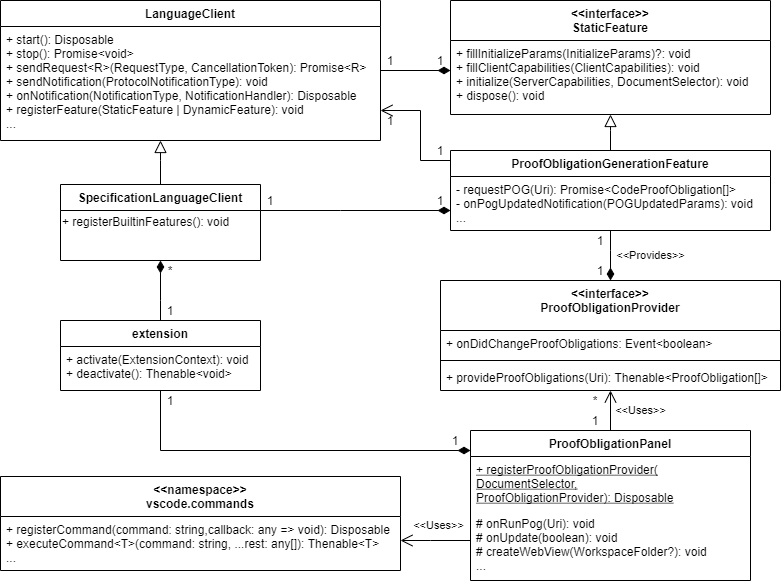 LanguageClient
+ start(): Disposable
+ stop(): Promise<void>
+ sendRequest<R>(RequestType, CancellationToken): Promise<R>
+ sendNotification(ProtocolNotificationType): void
+ onNotification(NotificationType, NotificationHandler): Disposable
+ registerFeature(StaticFeature | DynamicFeature): void
...
<<interface>>
StaticFeature
+ fillInitializeParams(InitializeParams)?: void
+ fillClientCapabilities(ClientCapabilities): void
+ initialize(ServerCapabilities, DocumentSelector): void
+ dispose(): void
1
1
1
1
SpecificationLanguageClient
+ registerBuiltinFeatures(): void
1
1
ProofObligationGenerationFeature
- requestPOG(Uri): Promise<CodeProofObligation[]>
- onPogUpdatedNotification(POGUpdatedParams): void
...
1
<<Provides>>
1
*
1
<<interface>>
ProofObligationProvider
+ onDidChangeProofObligations: Event<boolean>
+ provideProofObligations(Uri): Thenable<ProofObligation[]>
extension
+ activate(ExtensionContext): void
+ deactivate(): Thenable<void>
1
1
*
<<Uses>>
1
ProofObligationPanel
+ registerProofObligationProvider(
DocumentSelector,
ProofObligationProvider): Disposable
# onRunPog(Uri): void
# onUpdate(boolean): void
# createWebView(WorkspaceFolder?): void
...
<<Uses>>
<<namespace>>
vscode.commands
+ registerCommand(command: string,callback: any => void): Disposable
+ executeCommand<T>(command: string, ...rest: any[]): Thenable<T>
...